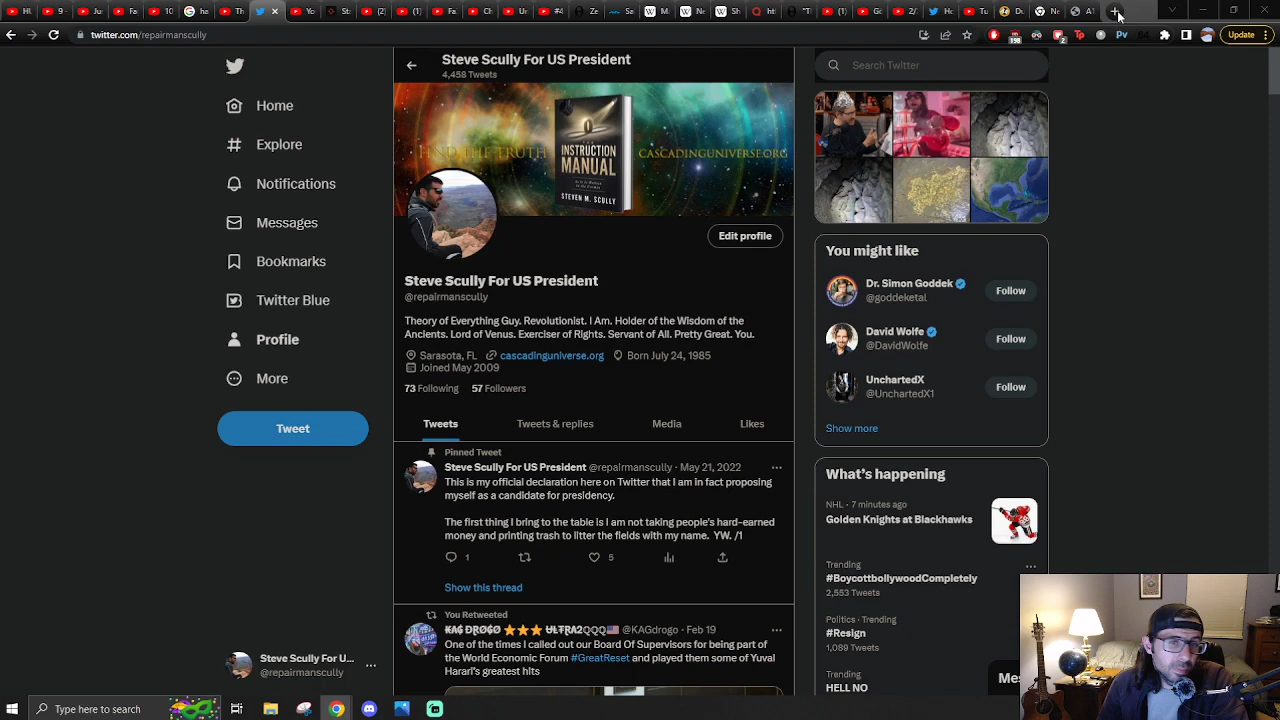 twitter.com/repairmanscully
Update
Steve Scully For US President
4,458 Tweets
Home
Explore
Notifications
Messages
Bookmarks
Twitter Blue
Profile
More
Tweet
Steve Scully For U...
@repairmanscully
FIND THE TRUTH
CASCADINGUNIVERSE.ORG
INSTRUCTION
MANUAL
STEVEN M. SCULLY
Edit profile
Steve Scully For US President
@repairmanscully
Theory of Everything Guy. Revolutionist. I Am. Holder of the Wisdom of the
Ancients. Lord of Venus. Exerciser of Rights. Servant of All. Pretty Great. You.
Sarasota, FL cascadinguniverse.org Born July 24, 1985
Joined May 2009
73 Following 57 Followers
Tweets Tweets & replies Media Likes
Pinned Tweet
Steve Scully For US President @repairmanscully · May 21, 2022
This is my official declaration here on Twitter that I am in fact proposing
myself as a candidate for presidency.
The first thing I bring to the table is I am not taking people's hard-earned
money and printing trash to litter the fields with my name. YW. /1
1 5
Show this thread
You Retweeted
@KAGdrogo · Feb 19
One of the times I called out our Board Of Supervisors for being part of
the World Economic Forum #GreatReset and played them some of Yuval
Harari's greatest hits
Search Twitter
You might like
Dr. Simon Goddek
@goddeketal
Follow
David Wolfe
@DavidWolfe
Follow
UnchartedX
@UnchartedX1
Follow
Show more
What's happening
NHL · 7 minutes ago
Golden Knights at Blackhawks
Trending
#BoycottbollywoodCompletely
2,553 Tweets
Politics · Trending
#Resign
1,089 Tweets
Trending
HELL NO
Mes
Type here to search